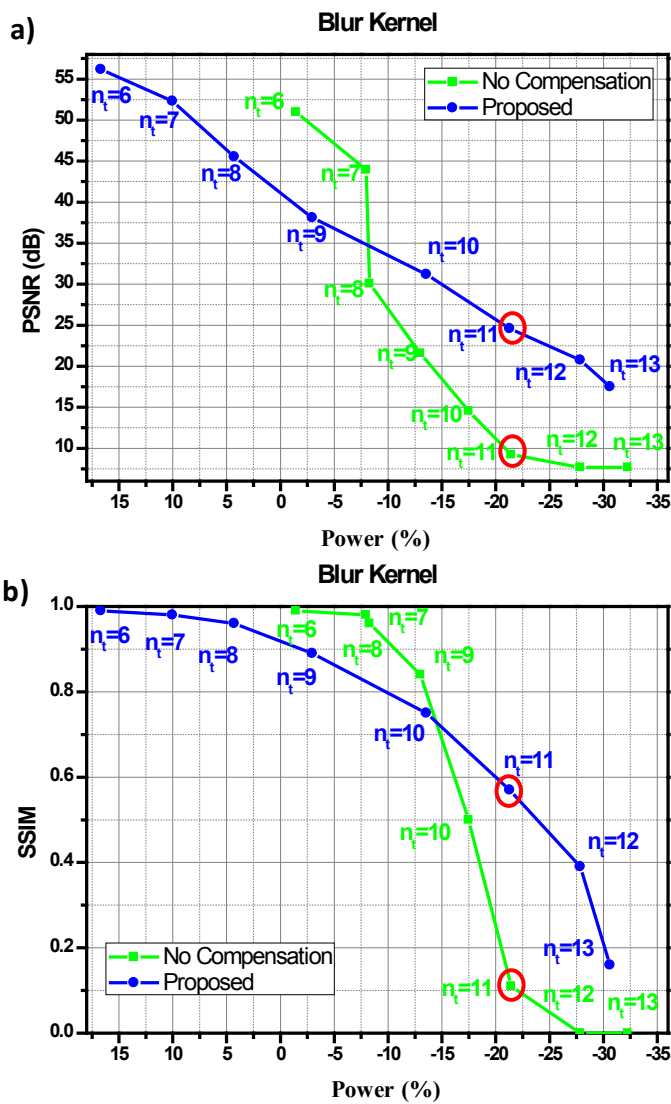 a)
Blur Kernel
No Compensation
Proposed
55
50
45
40
35
30
25
20
15
10
PSNR (dB)
nt=6
nt=7
nt=8
nt=9
nt=10
nt=11
nt=12
nt=13
nt=6
nt=7
nt=8
nt=9
nt=10
nt=11
nt=12
nt=13
15 10 5 0 -5 -10 -15 -20 -25 -30 -35
Power (%)
b)
Blur Kernel
1.0
0.8
0.6
0.4
0.2
0.0
SSIM
nt=6
nt=7
nt=8
nt=9
nt=10
nt=11
nt=12
nt=13
nt=6
nt=7
nt=8
nt=9
nt=10
nt=11
nt=12
nt=13
No Compensation
Proposed
15 10 5 0 -5 -10 -15 -20 -25 -30 -35
Power (%)